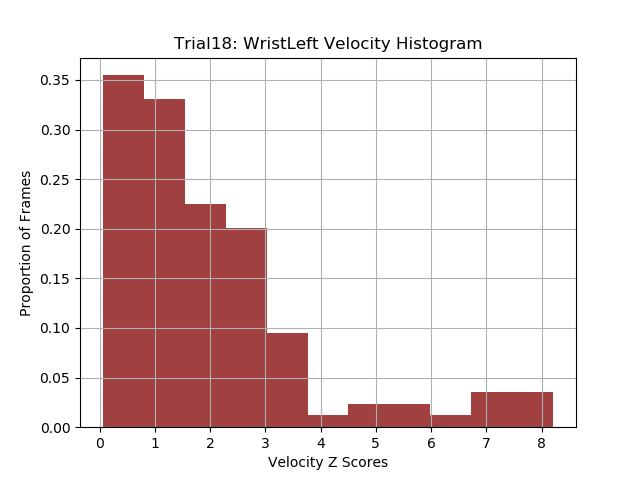 Trial18: WristLeft Velocity Histogram
Proportion of Frames
0.35
0.30
0.25
0.20
0.15
0.10
0.05
0.00
0 1 2 3 4 5 6 7 8
Velocity Z Scores